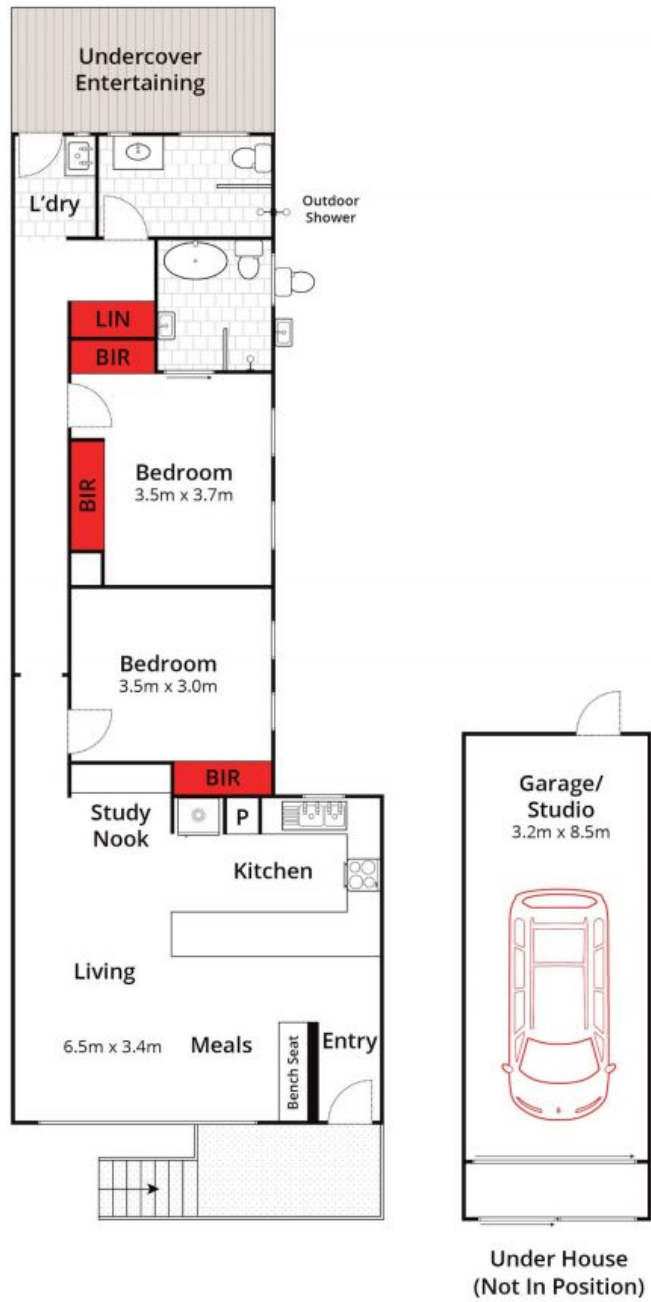 Undercover
Entertaining
L'dry
Outdoor
Shower
LIN
BIR
Bedroom
3.5m x 3.7m
BIR
Bedroom
3.5m x 3.0m
BIR
Study
Nook
P
Kitchen
Living
6.5m x 3.4m
Meals
Bench Seat
Entry
Garage/
Studio
3.2m x 8.5m
Under House
(Not In Position)